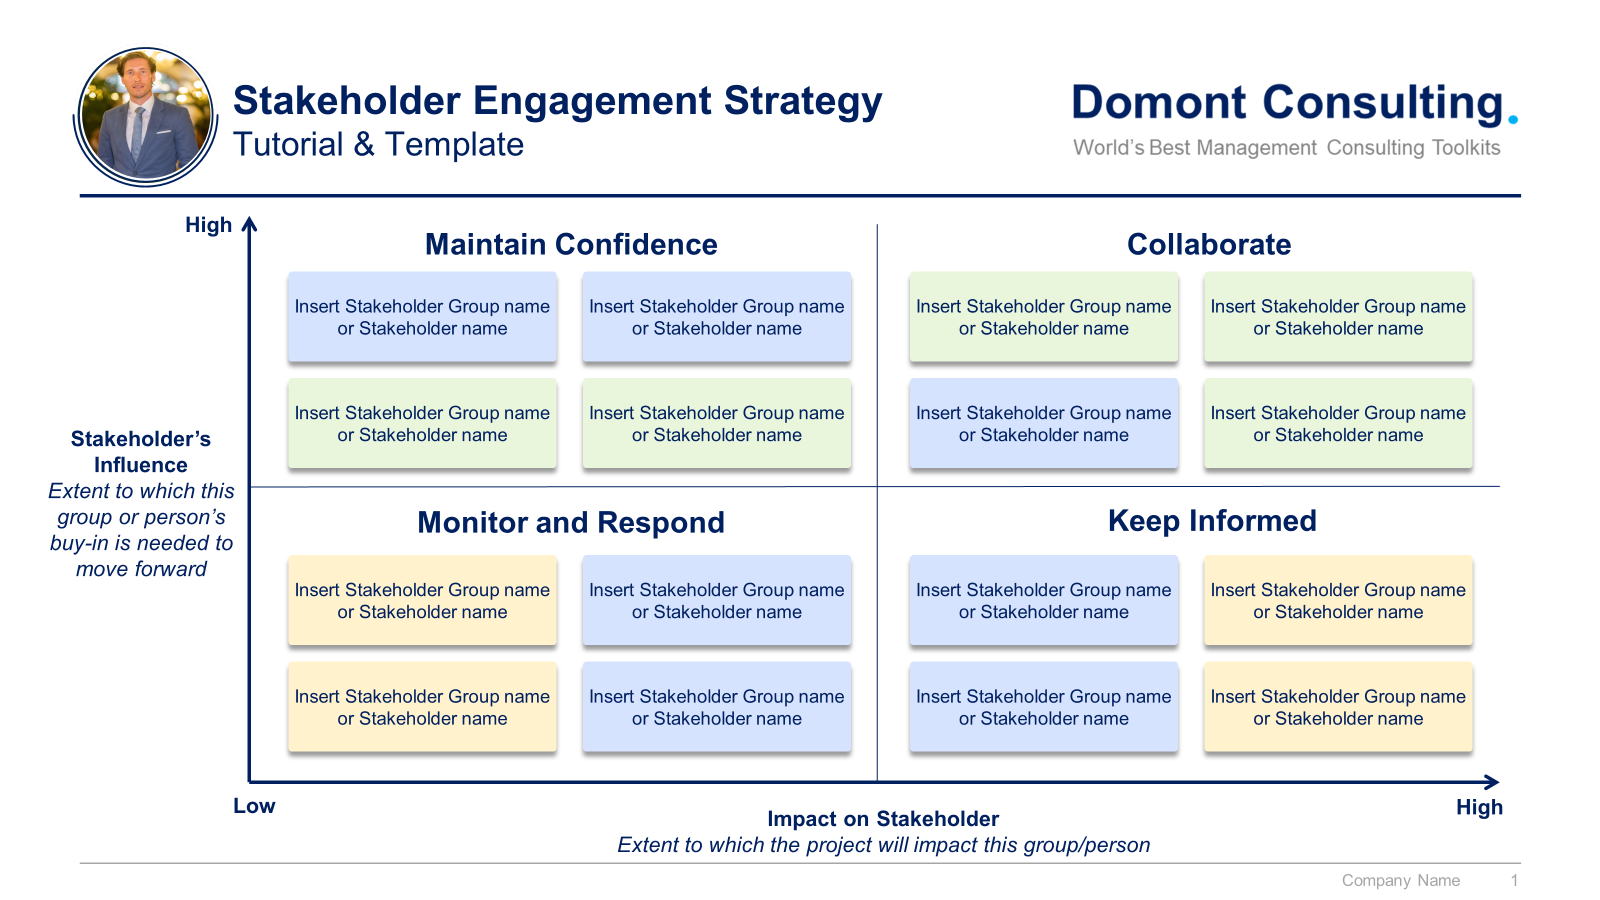 Stakeholder Engagement Strategy
Tutorial & Template
Domont Consulting.
World's Best Management Consulting Toolkits
High
Maintain Confidence
Collaborate
Insert Stakeholder Group name
or Stakeholder name
Insert Stakeholder Group name
or Stakeholder name
Insert Stakeholder Group name
or Stakeholder name
Insert Stakeholder Group name
or Stakeholder name
Insert Stakeholder Group name
or Stakeholder name
Insert Stakeholder Group name
or Stakeholder name
Insert Stakeholder Group name
or Stakeholder name
Insert Stakeholder Group name
or Stakeholder name
Stakeholder’s
Influence
Extent to which this
group or person’s
buy-in is needed to
move forward
Monitor and Respond
Keep Informed
Insert Stakeholder Group name
or Stakeholder name
Insert Stakeholder Group name
or Stakeholder name
Insert Stakeholder Group name
or Stakeholder name
Insert Stakeholder Group name
or Stakeholder name
Insert Stakeholder Group name
or Stakeholder name
Insert Stakeholder Group name
or Stakeholder name
Insert Stakeholder Group name
or Stakeholder name
Insert Stakeholder Group name
or Stakeholder name
Low
High
Impact on Stakeholder
Extent to which the project will impact this group/person
Company Name
1